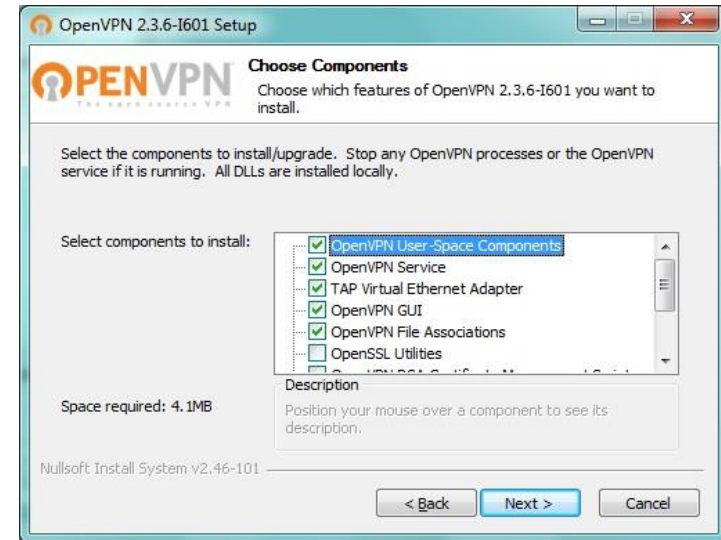 OpenVPN 2.3.6-I601 Setup
OPENVPN
The open source VPN
Choose Components
Choose which features of OpenVPN 2.3.6-I601 you want to
install.
Select the components to install/upgrade. Stop any OpenVPN processes or the OpenVPN
service if it is running. All DLLs are installed locally.
Select components to install:
OpenVPN User-Space Components
OpenVPN Service
TAP Virtual Ethernet Adapter
OpenVPN GUI
OpenVPN File Associations
OpenSSL Utilities
Space required: 4.1MB
Description
Position your mouse over a component to see its
description.
Nullsoft Install System v2.46-101
< Back
Next >
Cancel